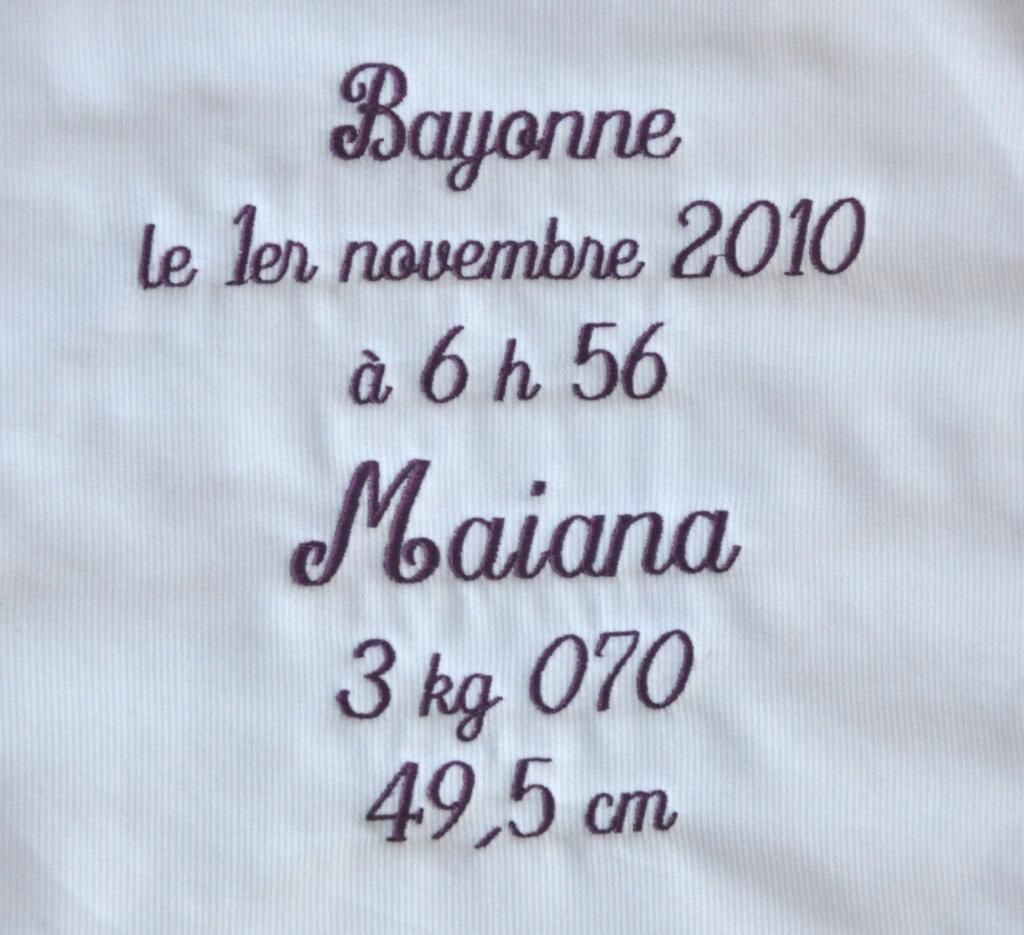 Bayonne
le 1er novembre 2010
à 6 h 56
Maiana
3 kg 070
49,5 cm